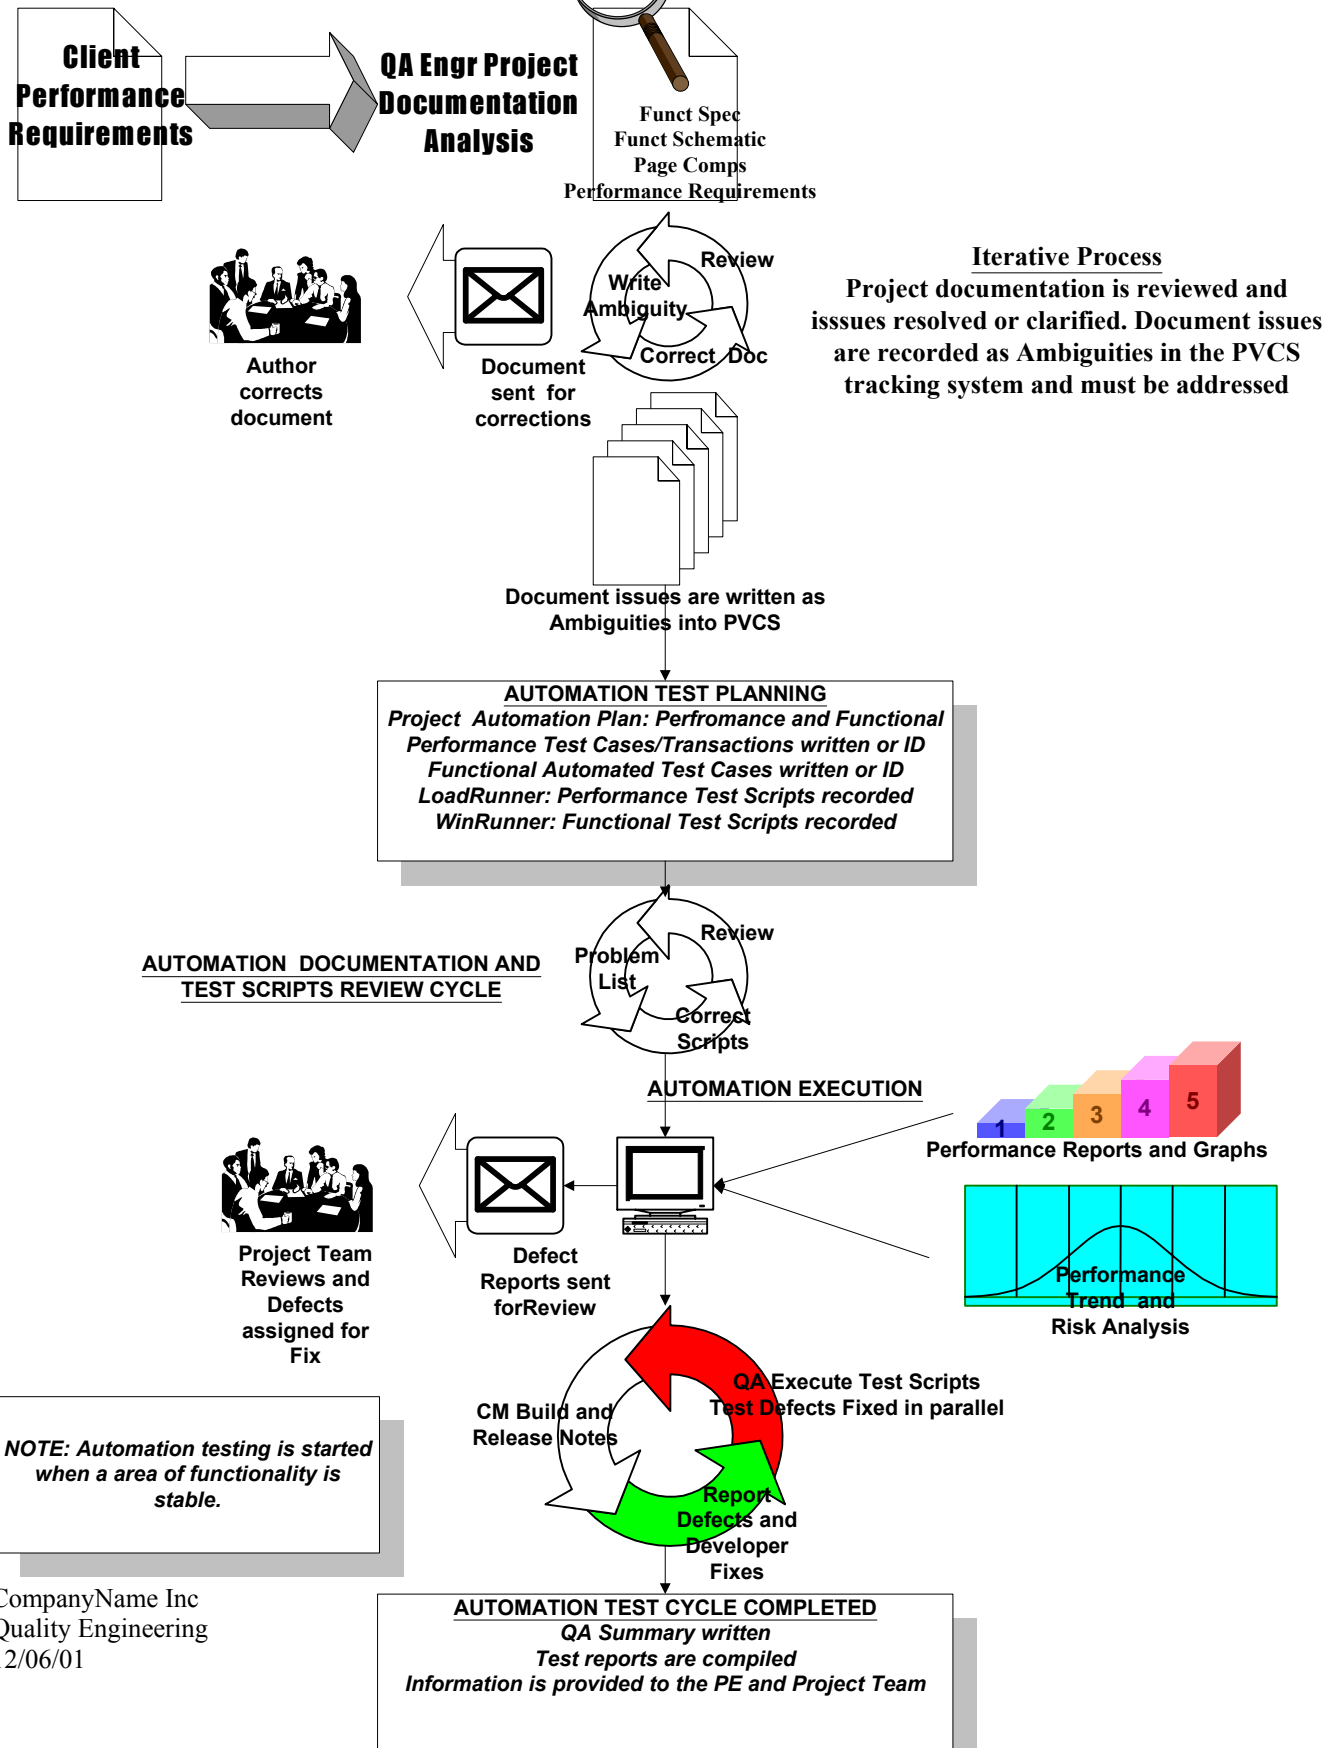 Client
Performance
Requirements
QA Engr Project
Documentation
Analysis
Funct Spec
Funct Schematic
Page Comps
Performance Requirements
Review
Write
Ambiguity
Correct Doc
Author
corrects
document
Document
sent for
corrections
Iterative Process
Project documentation is reviewed and
isssues resolved or clarified. Document issues
are recorded as Ambiguities in the PVCS
tracking system and must be addressed
Document issues are written as
Ambiguities into PVCS
AUTOMATION TEST PLANNING
Project Automation Plan: Perfromance and Functional
Performance Test Cases/Transactions written or ID
Functional Automated Test Cases written or ID
LoadRunner: Performance Test Scripts recorded
WinRunner: Functional Test Scripts recorded
AUTOMATION DOCUMENTATION AND
TEST SCRIPTS REVIEW CYCLE
Review
Problem
List
Correct
Scripts
AUTOMATION EXECUTION
1 2 3 4 5
Performance Reports and Graphs
Project Team
Reviews and
Defects
assigned for
Fix
Defect
Reports sent
forReview
Performance
Trend and
Risk Analysis
QA Execute Test Scripts
Test Defects Fixed in parallel
CM Build and
Release Notes
Report
Defects and
Developer
Fixes
NOTE: Automation testing is started
when a area of functionality is
stable.
CompanyName Inc
Quality Engineering
12/06/01
AUTOMATION TEST CYCLE COMPLETED
QA Summary written
Test reports are compiled
Information is provided to the PE and Project Team